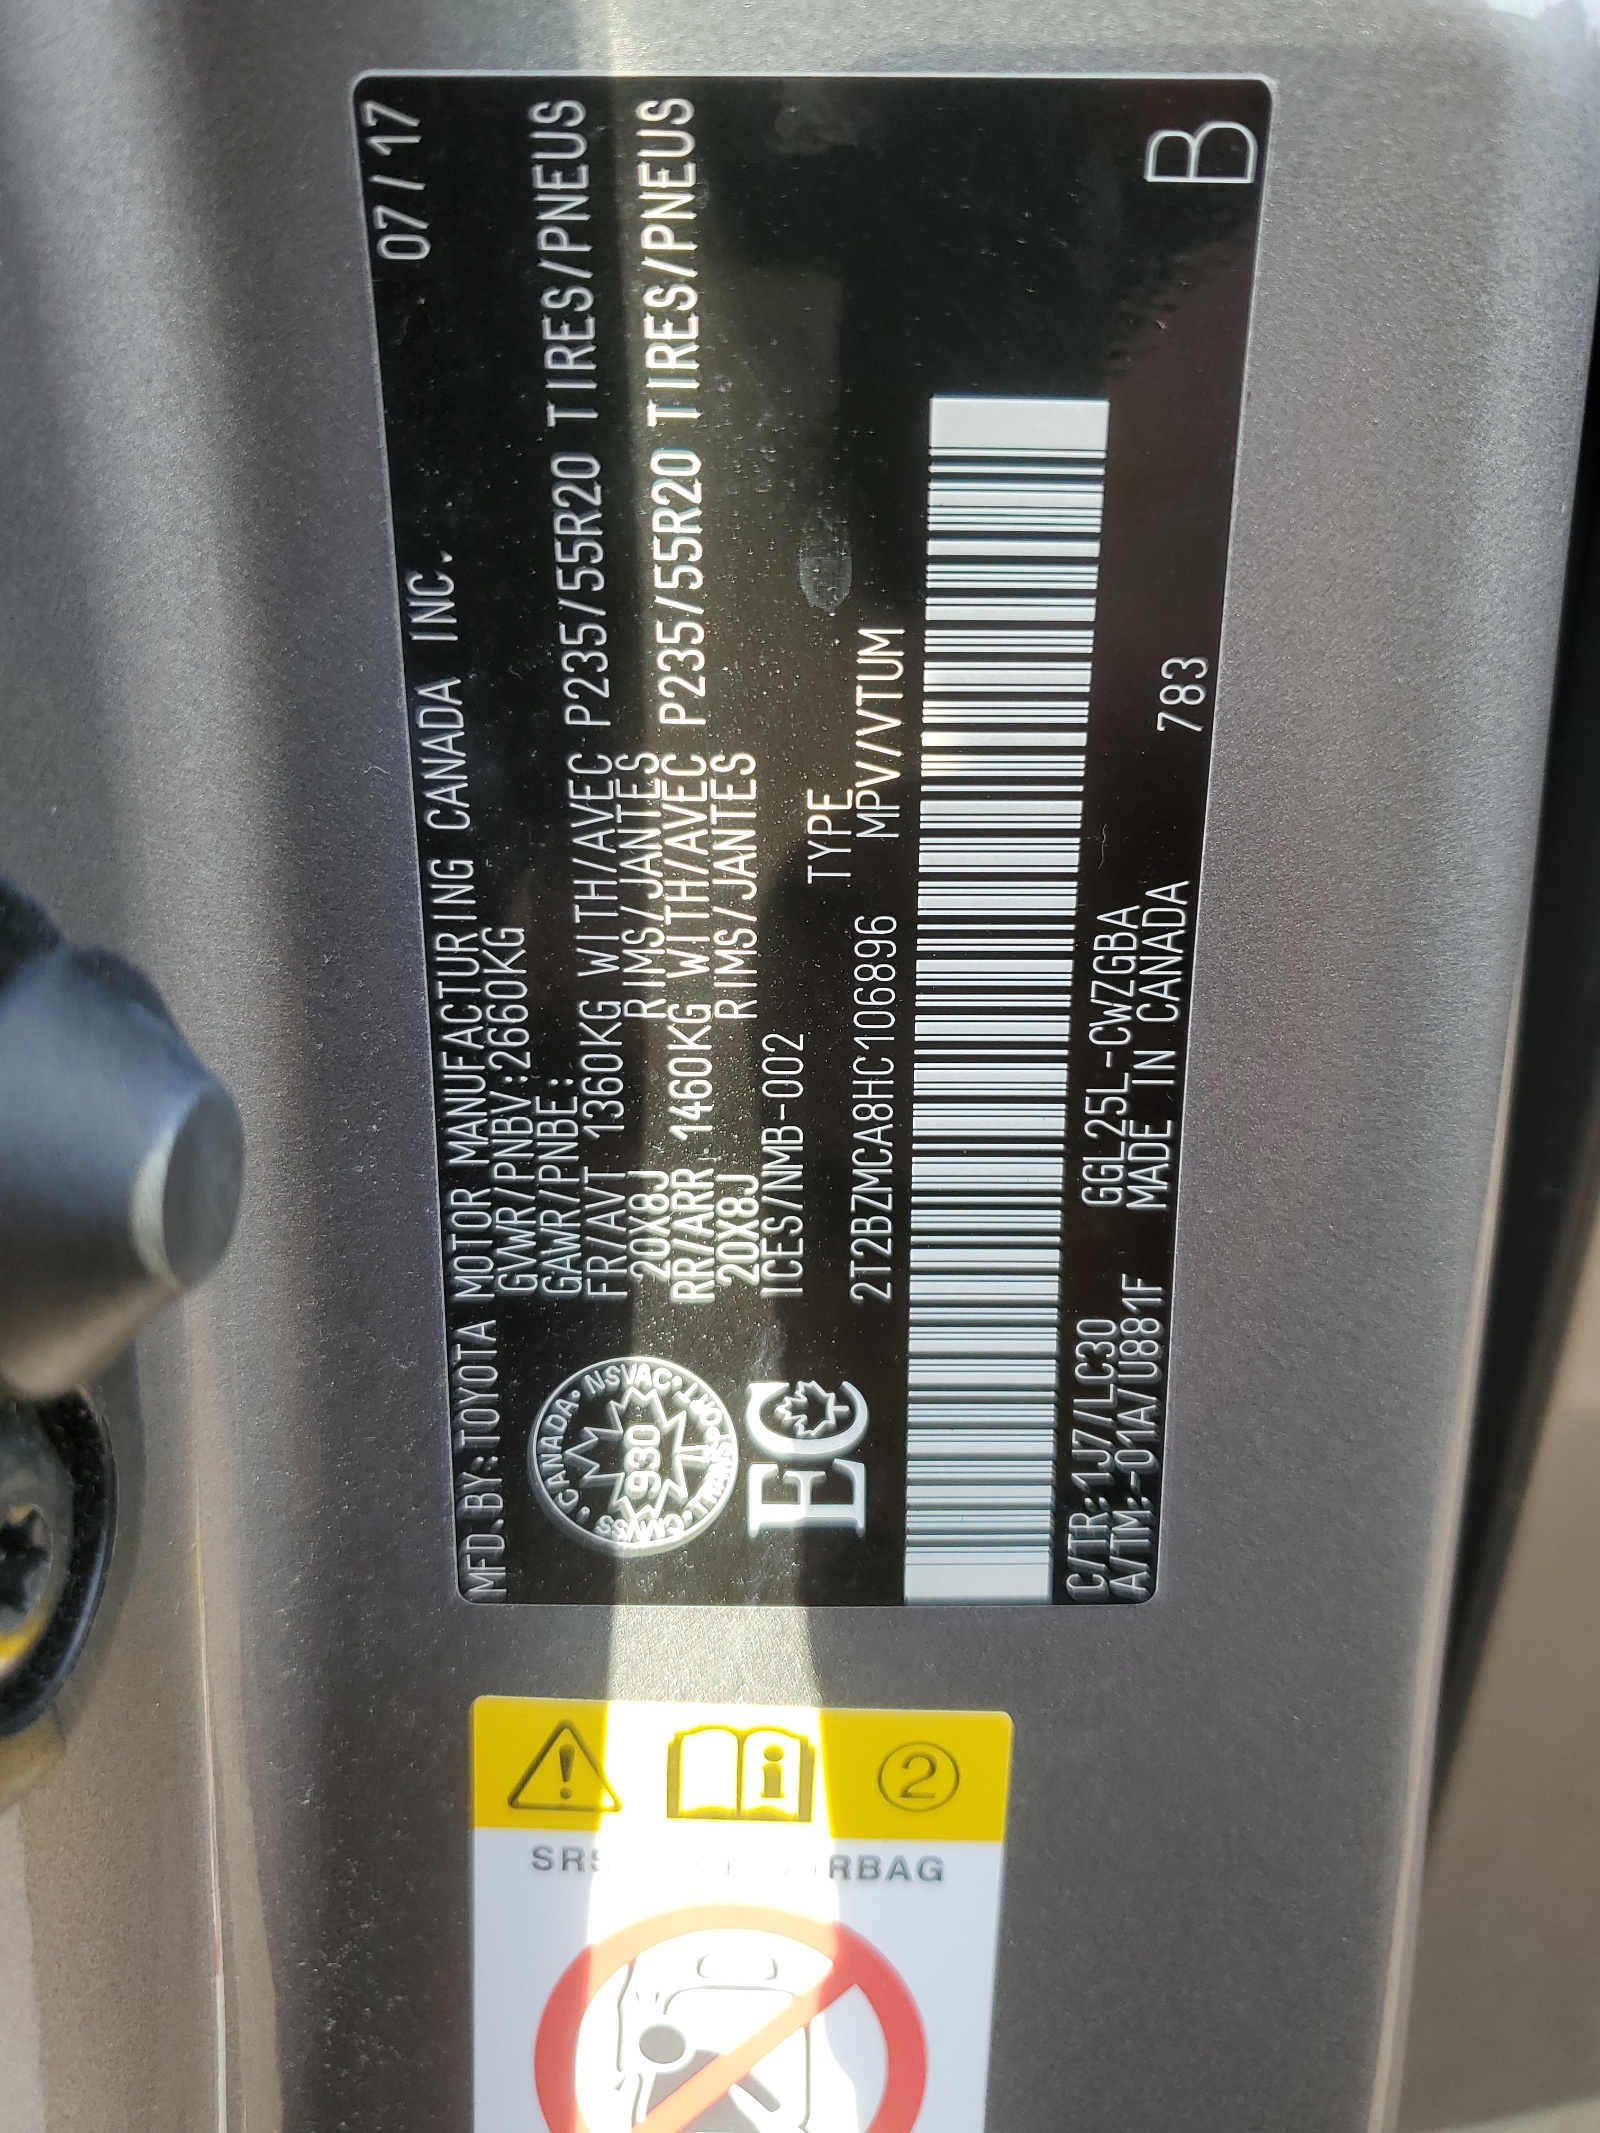 MFD.BY:TOYOTA MOTOR MANUFACTURING CANADA INC. 07/17
GVWR/PNBV:2660KG
GAWR/PNBE:
FR/AVT 1360KG WITH/AVEC P235/55R20 TIRES/PNEUS
20X8J RIMS/JANTES
RR/ARR 1460KG WITH/AVEC P235/55R20 TIRES/PNEUS
20X8J RIMS/JANTES
ICES/NMB-002
TYPE
2T2BZMCA8HC106896 MPV/VTUM
CANADA • NSVAC • CMVSS
930
EC
C/TR:1J7/LC30 GGL25L-CWZGBA
A/TM:-01A/U881F MADE IN CANADA 783
B
2